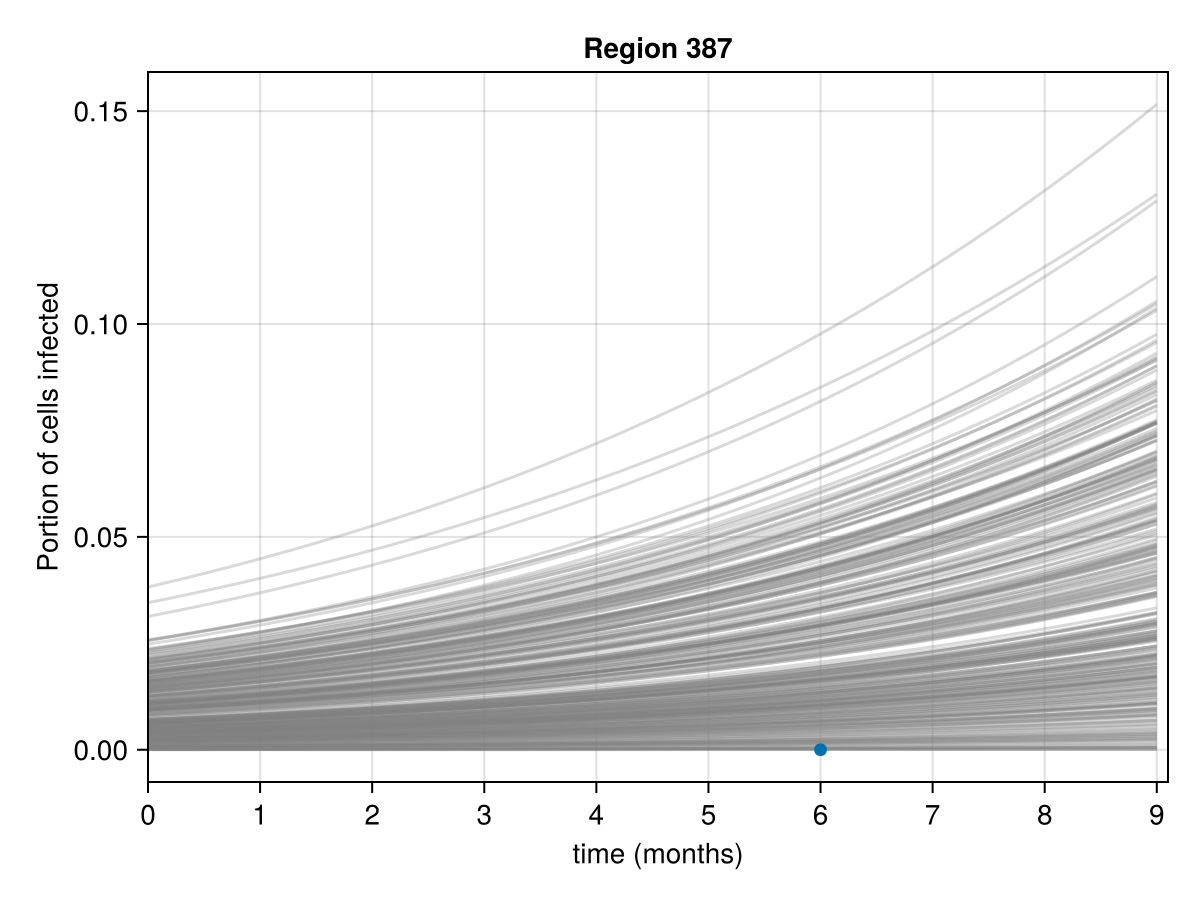 Region 387
Portion of cells infected
0.15
0.10
0.05
0.00
0 1 2 3 4 5 6 7 8 9
time (months)